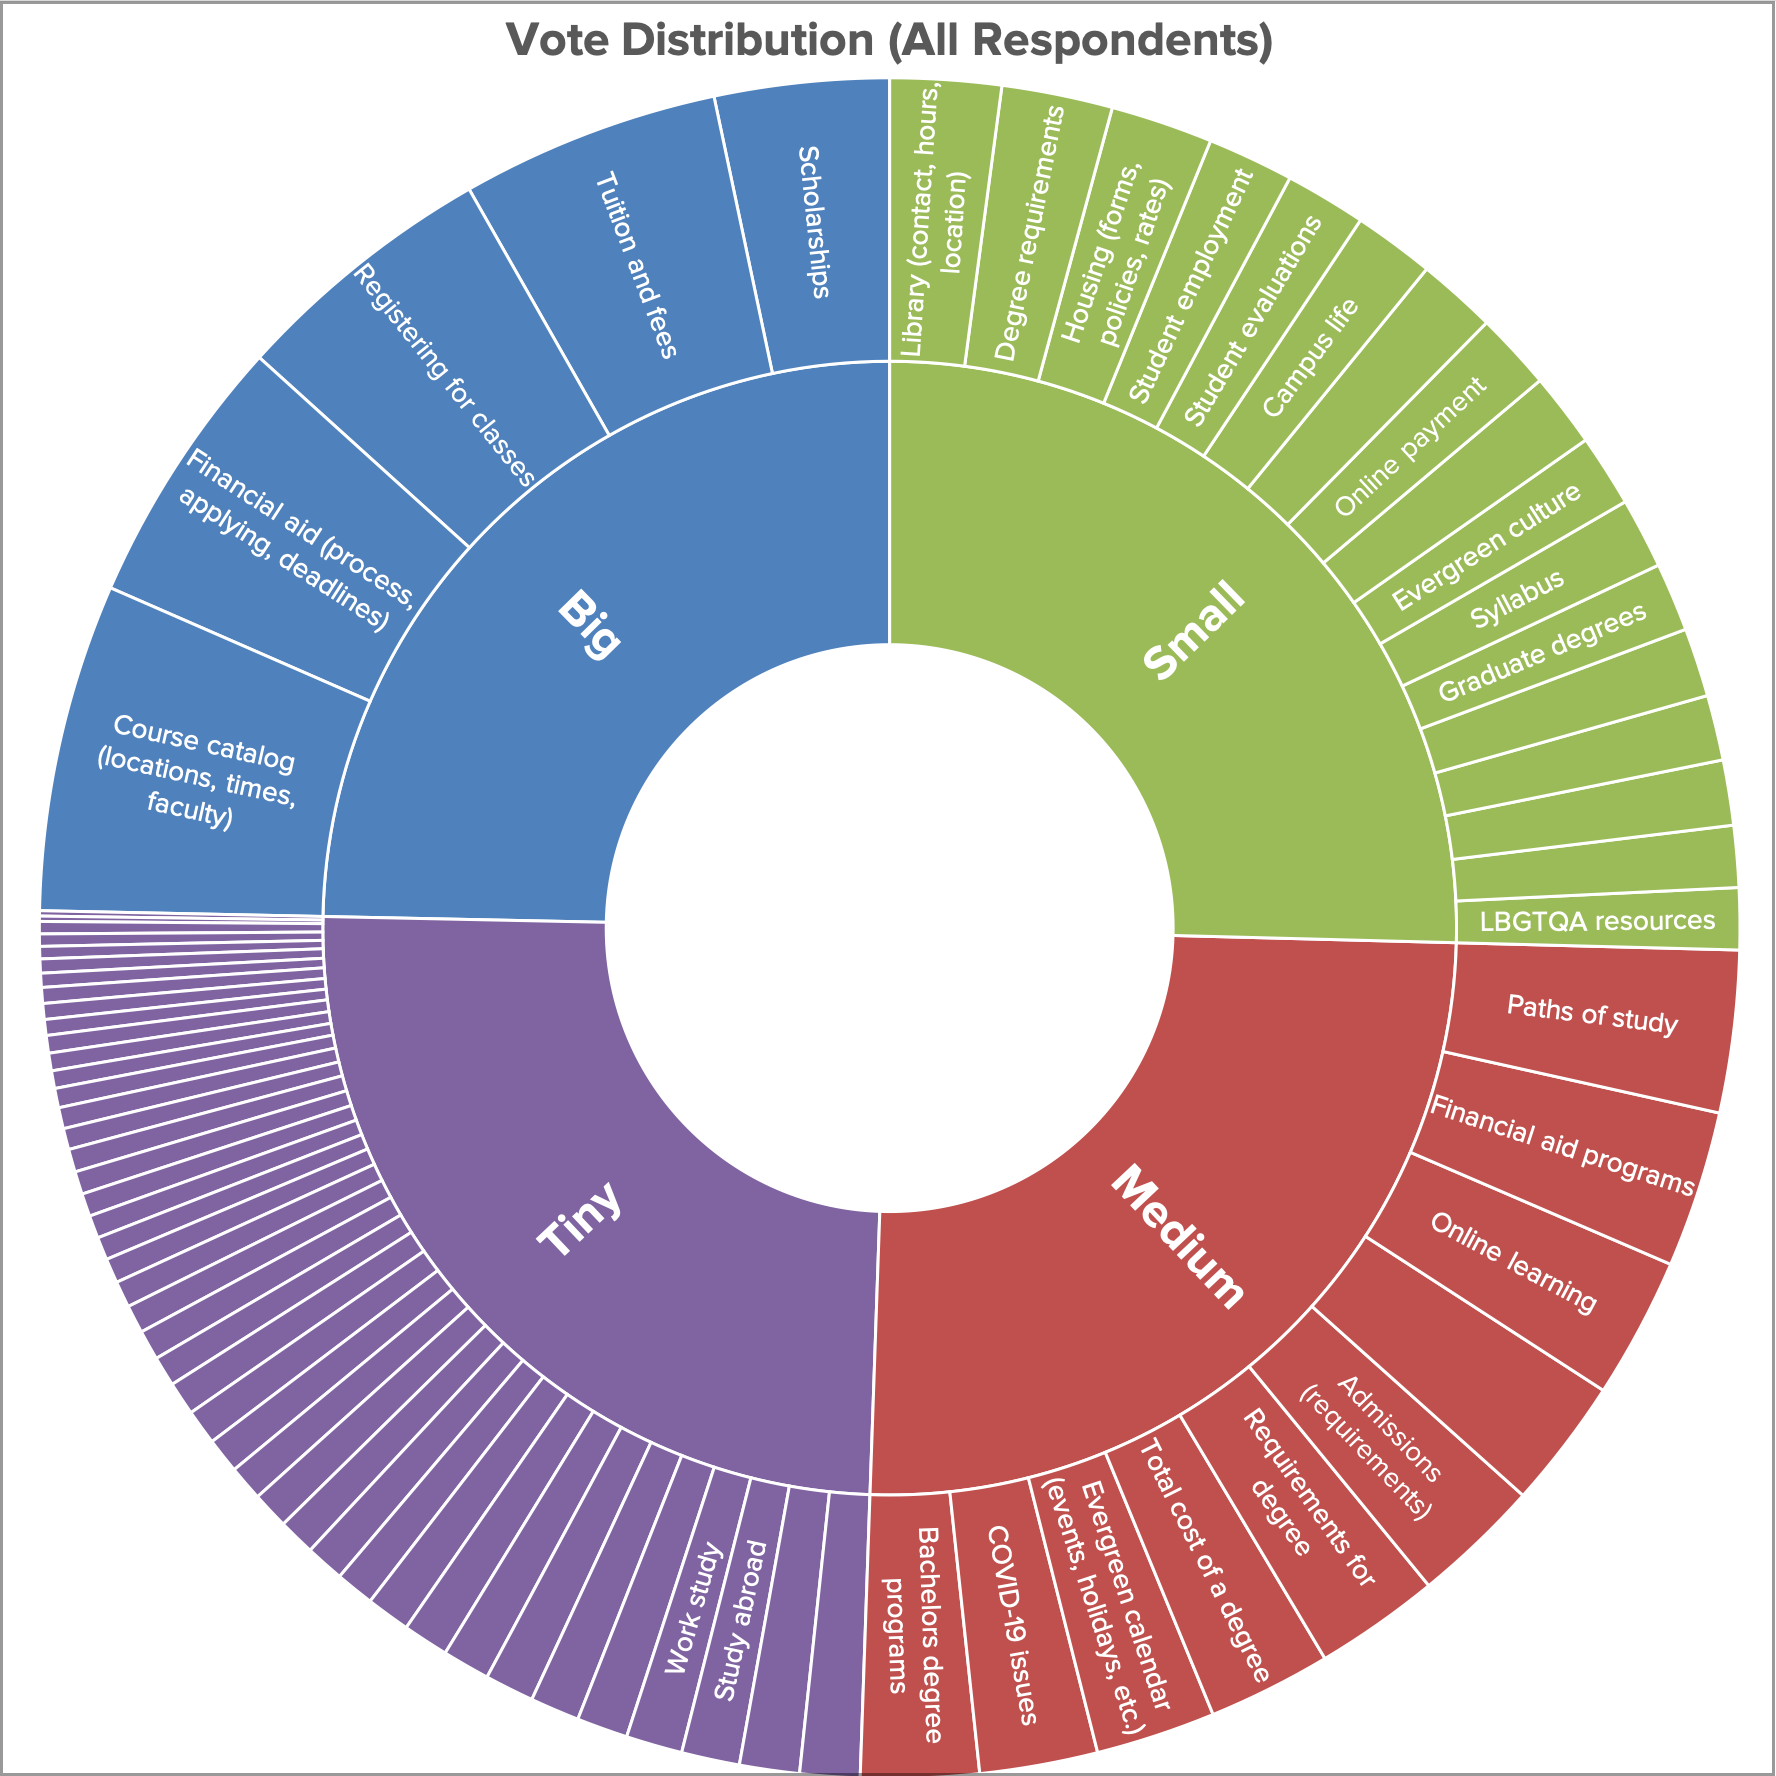 Vote Distribution (All Respondents)
Library (contact, hours,
location)
Degree requirements
Housing (forms,
policies, rates)
Student employment
Student evaluations
Campus life
Online payment
Evergreen culture
Syllabus
Graduate degrees
LBGTQA resources
Small
Paths of study
Financial aid programs
Online learning
Admissions
(requirements)
Requirements for
degree
Total cost of a degree
Evergreen calendar
(events, holidays, etc.)
COVID-19 issues
Bachelors degree
programs
Medium
Study abroad
Work study
Tiny
Course catalog
(locations, times,
faculty)
Financial aid (process,
applying, deadlines)
Registering for classes
Tuition and fees
Scholarships
Big